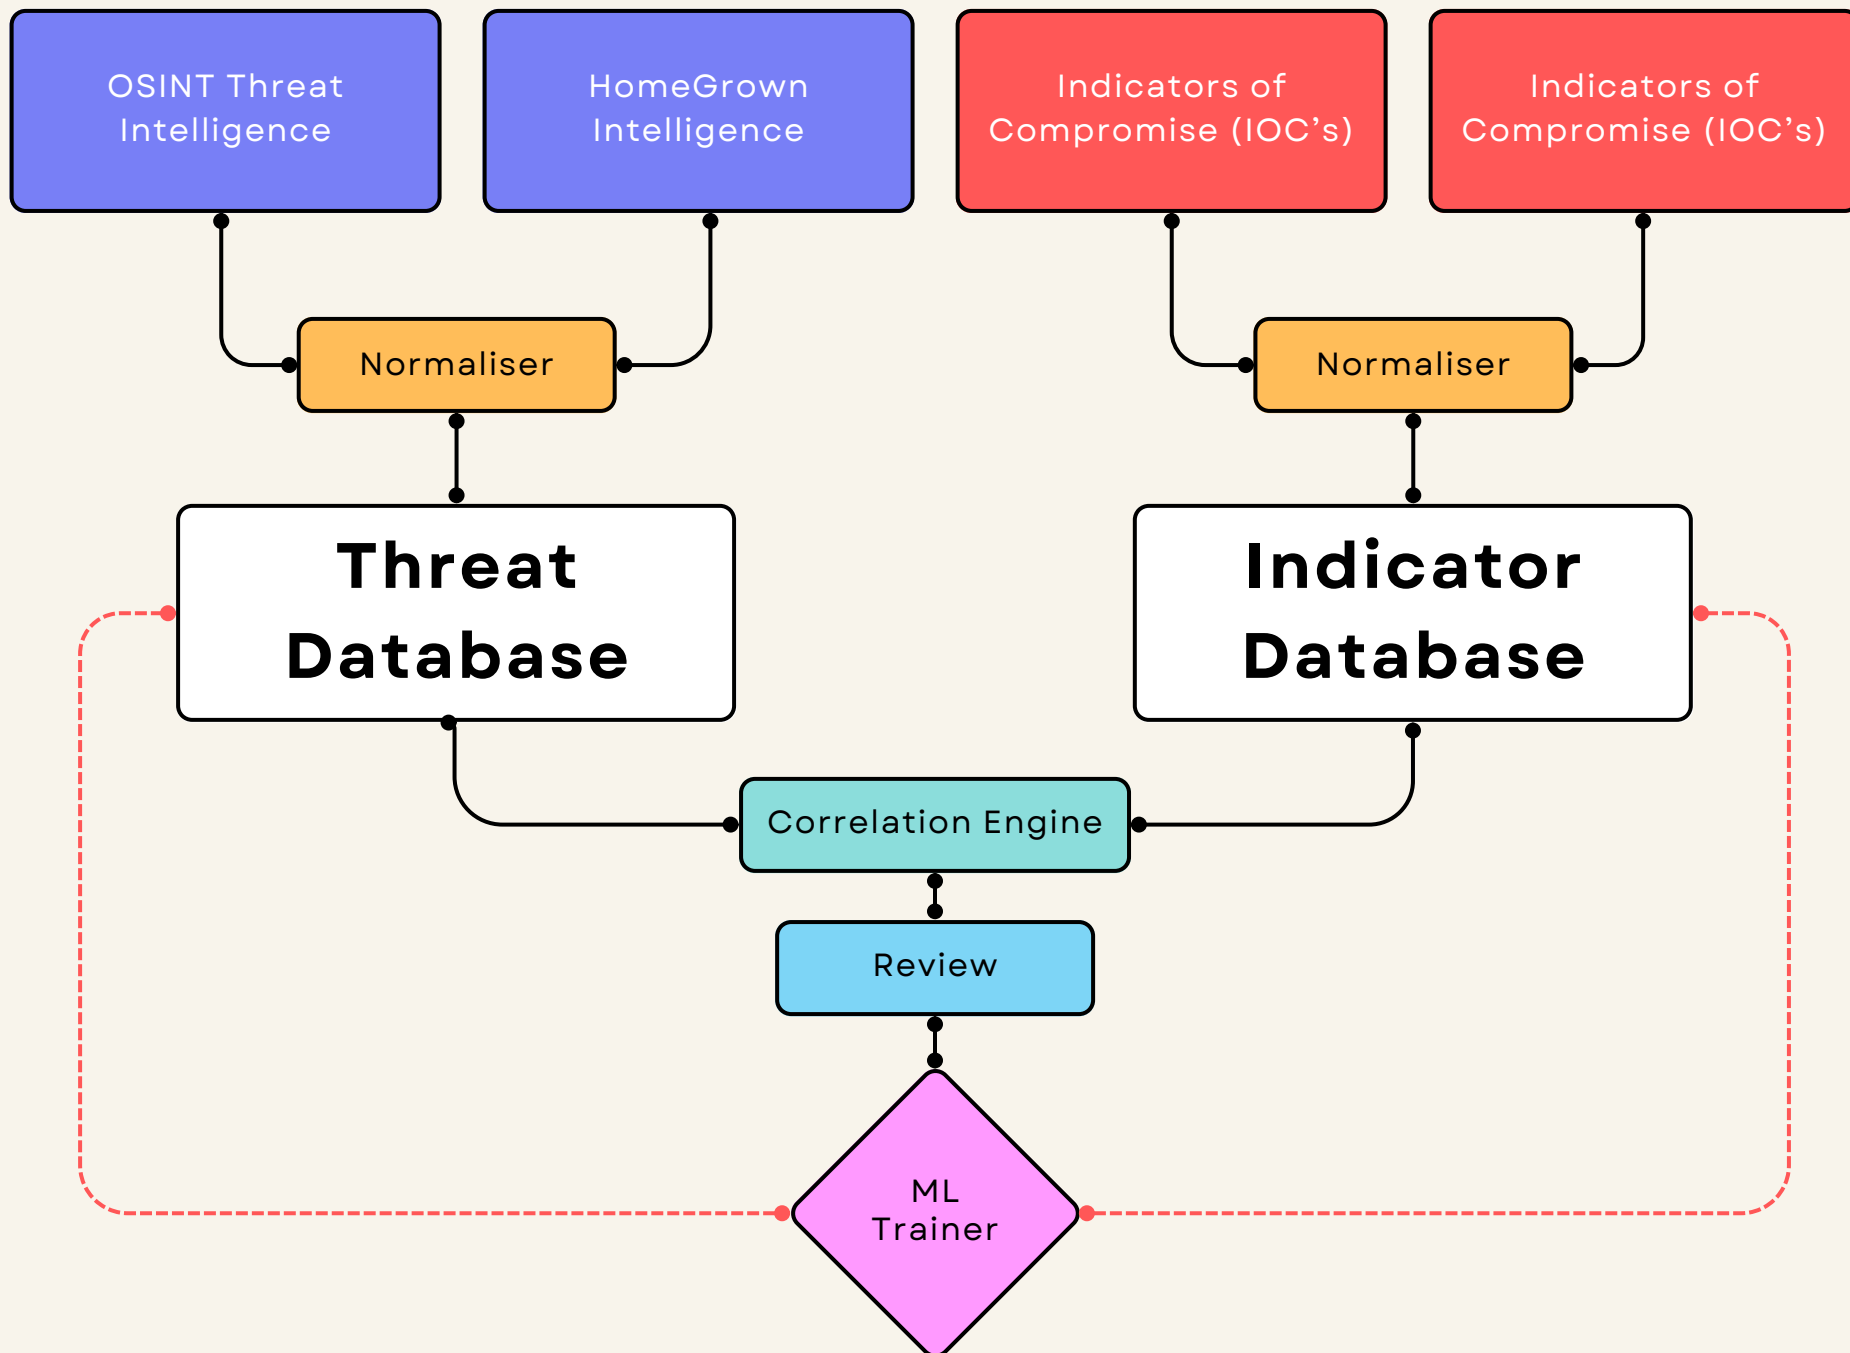 OSINT Threat
Intelligence
HomeGrown
Intelligence
Indicators of
Compromise (IOC’s)
Indicators of
Compromise (IOC’s)
Normaliser
Normaliser
Threat
Database
Indicator
Database
Correlation Engine
Review
ML
Trainer